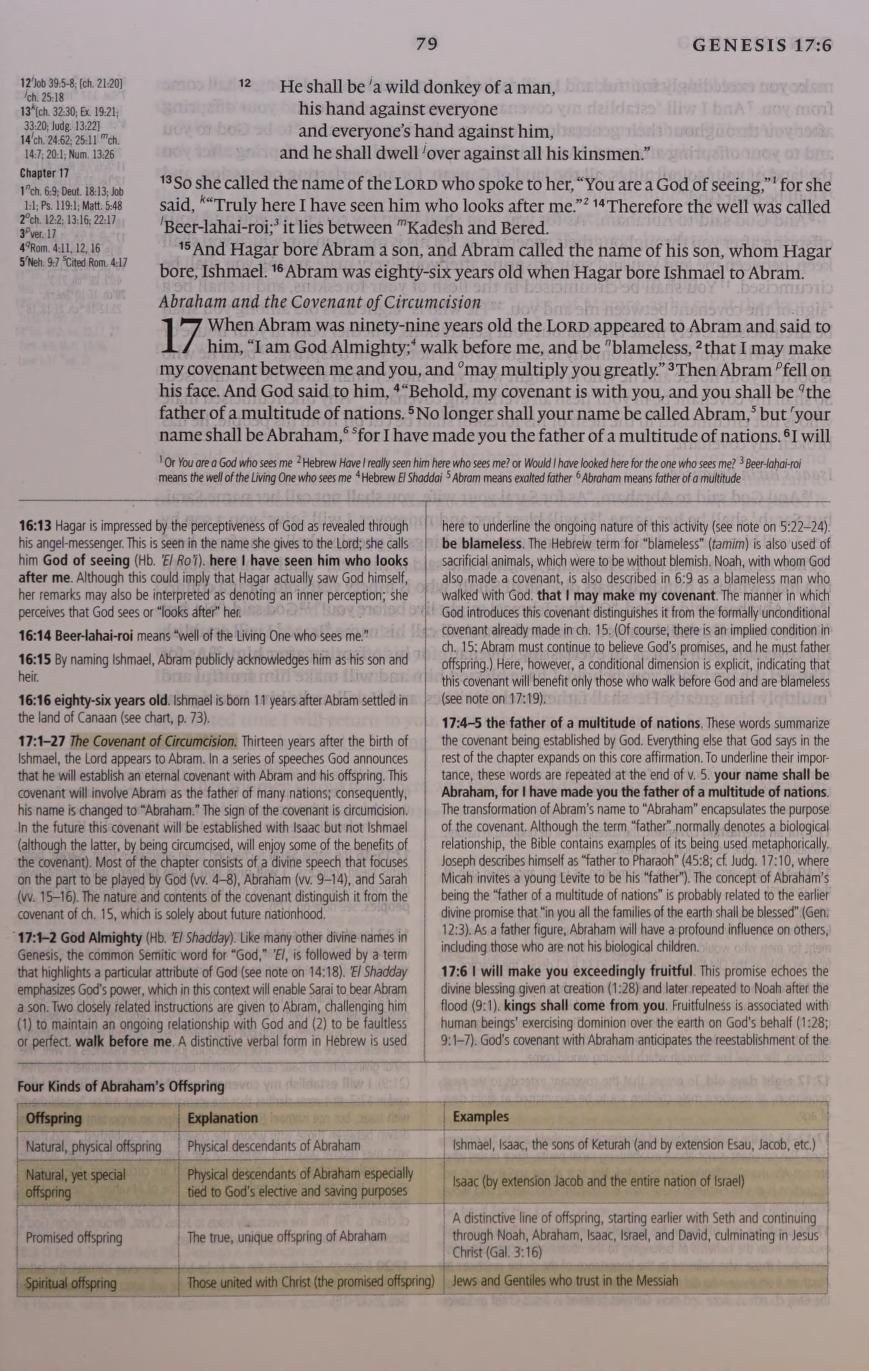 79
GENESIS 17:6
12 ˡJob 39:5-8; [ch. 21:20]
ʲch. 25:18
13 ᵏ[ch. 32:30; Ex. 19:21;
33:20; Judg. 13:22]
14 ˡch. 24:62; 25:11 ᵐch.
14:7; 20:1; Num. 13:26
Chapter 17
1 ⁿch. 6:9; Deut. 18:13; Job
1:1; Ps. 119:1; Matt. 5:48
2 ᵒch. 12:2; 13:16; 22:17
3 ᵖver. 17
4 ᑫRom. 4:11, 12, 16
5 ʳNeh. 9:7 ˢCited Rom. 4:17
12 He shall be ⁱa wild donkey of a man,
his hand against everyone
and everyone’s hand against him,
and he shall dwell ʲover against all his kinsmen.”
13 So she called the name of the LORD who spoke to her, “You are a God of seeing,”¹ for she
said, ᵏ“Truly here I have seen him who looks after me.”² 14 Therefore the well was called
ˡBeer-lahai-roi;³ it lies between ᵐKadesh and Bered.
15 And Hagar bore Abram a son, and Abram called the name of his son, whom Hagar
bore, Ishmael. 16 Abram was eighty-six years old when Hagar bore Ishmael to Abram.
Abraham and the Covenant of Circumcision
17 When Abram was ninety-nine years old the LORD appeared to Abram and said to
him, “I am God Almighty;⁴ walk before me, and be ⁿblameless, 2 that I may make
my covenant between me and you, and ᵒmay multiply you greatly.” 3 Then Abram ᵖfell on
his face. And God said to him, 4 “Behold, my covenant is with you, and you shall be ᑫthe
father of a multitude of nations. 5 No longer shall your name be called Abram,⁵ but ʳyour
name shall be Abraham,⁶ ˢfor I have made you the father of a multitude of nations. 6 I will
¹ Or You are a God who sees me ² Hebrew Have I really seen him here who sees me? or Would I have looked here for the one who sees me? ³ Beer-lahai-roi
means the well of the Living One who sees me ⁴ Hebrew El Shaddai ⁵ Abram means exalted father ⁶ Abraham means father of a multitude
16:13 Hagar is impressed by the perceptiveness of God as revealed through
his angel-messenger. This is seen in the name she gives to the Lord; she calls
him God of seeing (Hb. ’El Ro’i). here I have seen him who looks
after me. Although this could imply that Hagar actually saw God himself,
her remarks may also be interpreted as denoting an inner perception; she
perceives that God sees or “looks after” her.
16:14 Beer-lahai-roi means “well of the Living One who sees me.”
16:15 By naming Ishmael, Abram publicly acknowledges him as his son and
heir.
16:16 eighty-six years old. Ishmael is born 11 years after Abram settled in
the land of Canaan (see chart, p. 73).
17:1–27 The Covenant of Circumcision. Thirteen years after the birth of
Ishmael, the Lord appears to Abram. In a series of speeches God announces
that he will establish an eternal covenant with Abram and his offspring. This
covenant will involve Abram as the father of many nations; consequently,
his name is changed to “Abraham.” The sign of the covenant is circumcision.
In the future this covenant will be established with Isaac but not Ishmael
(although the latter, by being circumcised, will enjoy some of the benefits of
the covenant). Most of the chapter consists of a divine speech that focuses
on the part to be played by God (vv. 4–8), Abraham (vv. 9–14), and Sarah
(vv. 15–16). The nature and contents of the covenant distinguish it from the
covenant of ch. 15, which is solely about future nationhood.
17:1–2 God Almighty (Hb. ’El Shadday). Like many other divine names in
Genesis, the common Semitic word for “God,” ’El, is followed by a term
that highlights a particular attribute of God (see note on 14:18). ’El Shadday
emphasizes God’s power, which in this context will enable Sarai to bear Abram
a son. Two closely related instructions are given to Abram, challenging him
(1) to maintain an ongoing relationship with God and (2) to be faultless
or perfect. walk before me. A distinctive verbal form in Hebrew is used
here to underline the ongoing nature of this activity (see note on 5:22–24).
be blameless. The Hebrew term for “blameless” (tamim) is also used of
sacrificial animals, which were to be without blemish. Noah, with whom God
also made a covenant, is also described in 6:9 as a blameless man who
walked with God. that I may make my covenant. The manner in which
God introduces this covenant distinguishes it from the formally unconditional
covenant already made in ch. 15. (Of course, there is an implied condition in
ch. 15; Abram must continue to believe God’s promises, and he must father
offspring.) Here, however, a conditional dimension is explicit, indicating that
this covenant will benefit only those who walk before God and are blameless
(see note on 17:19).
17:4–5 the father of a multitude of nations. These words summarize
the covenant being established by God. Everything else that God says in the
rest of the chapter expands on this core affirmation. To underline their impor-
tance, these words are repeated at the end of v. 5. your name shall be
Abraham, for I have made you the father of a multitude of nations.
The transformation of Abram’s name to “Abraham” encapsulates the purpose
of the covenant. Although the term “father” normally denotes a biological
relationship, the Bible contains examples of its being used metaphorically.
Joseph describes himself as “father to Pharaoh” (45:8; cf. Judg. 17:10, where
Micah invites a young Levite to be his “father”). The concept of Abraham’s
being the “father of a multitude of nations” is probably related to the earlier
divine promise that “in you all the families of the earth shall be blessed” (Gen.
12:3). As a father figure, Abraham will have a profound influence on others,
including those who are not his biological children.
17:6 I will make you exceedingly fruitful. This promise echoes the
divine blessing given at creation (1:28) and later repeated to Noah after the
flood (9:1). kings shall come from you. Fruitfulness is associated with
human beings’ exercising dominion over the earth on God’s behalf (1:28;
9:1–7). God’s covenant with Abraham anticipates the reestablishment of the
Four Kinds of Abraham’s Offspring
Offspring Explanation Examples
Natural, physical offspring Physical descendants of Abraham Ishmael, Isaac, the sons of Keturah (and by extension Esau, Jacob, etc.)
Natural, yet special
offspring
Physical descendants of Abraham especially
tied to God’s elective and saving purposes
Isaac (by extension Jacob and the entire nation of Israel)
Promised offspring
The true, unique offspring of Abraham
A distinctive line of offspring, starting earlier with Seth and continuing
through Noah, Abraham, Isaac, Israel, and David, culminating in Jesus
Christ (Gal. 3:16)
Spiritual offspring Those united with Christ (the promised offspring) Jews and Gentiles who trust in the Messiah